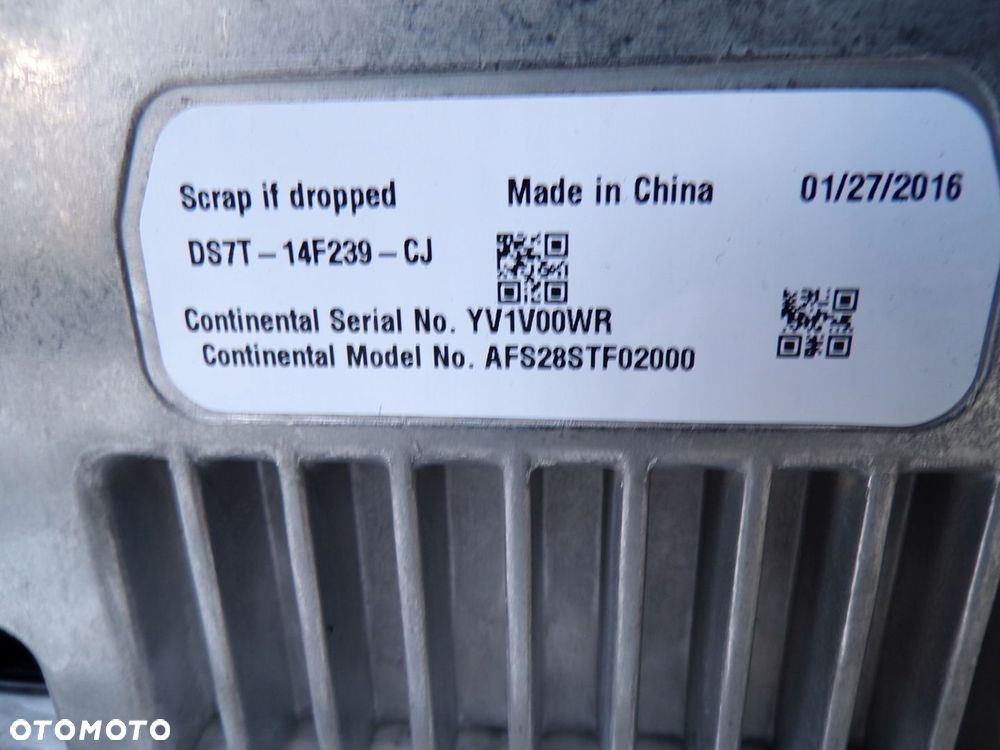 Scrap if dropped Made in China 01/27/2016
DS7T-14F239-CJ
Continental Serial No. YV1V00WR
Continental Model No. AFS28STF02000
OTOMOTO